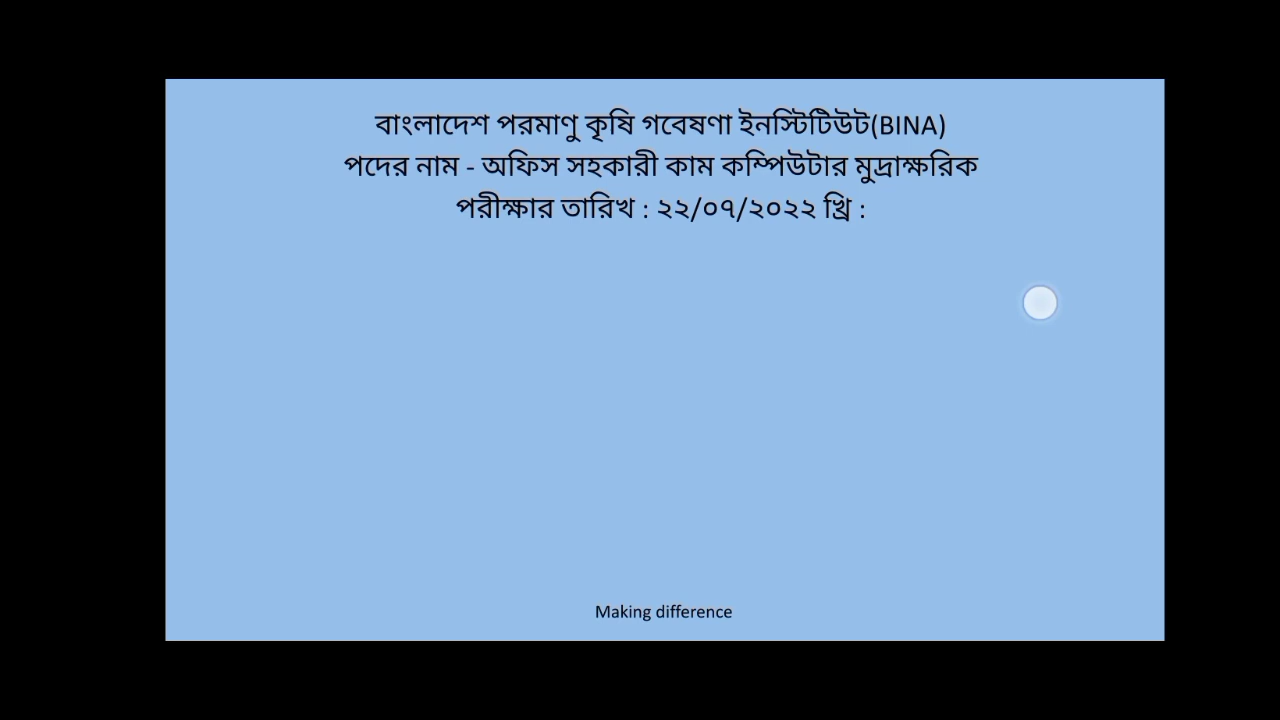 বাংলাদেশ পরমাণু কৃষি গবেষণা ইনস্টিটিউট(BINA)
পদের নাম - অফিস সহকারী কাম কম্পিউটার মুদ্রাক্ষরিক
পরীক্ষার তারিখ : ২২/০৭/২০২২ খ্রি :
Making difference